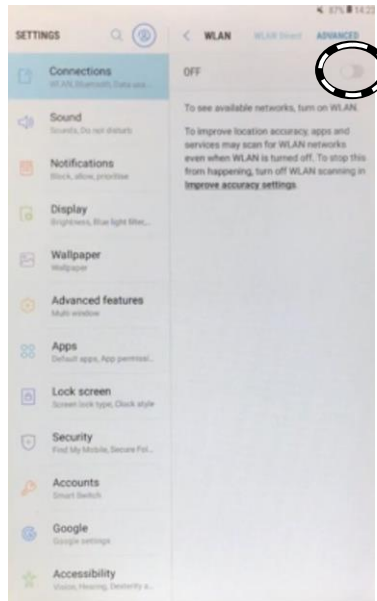 87% 14:23
SETTINGS
Connections
WLAN, Bluetooth, Data usa...
Sound
Sounds, Do not disturb
Notifications
Block, allow, prioritise
Display
Brightness, Blue light filter,...
Wallpaper
Wallpaper
Advanced features
Multi window
Apps
Default apps, App permissi...
Lock screen
Screen lock type, Clock style
Security
Find My Mobile, Secure Fol...
Accounts
Smart Switch
Google
Google settings
Accessibility
Vision, Hearing, Dexterity a...
< WLAN WLAN Direct ADVANCED
OFF
To see available networks, turn on WLAN.
To improve location accuracy, apps and
services may scan for WLAN networks
even when WLAN is turned off. To stop this
from happening, turn off WLAN scanning in
Improve accuracy settings.